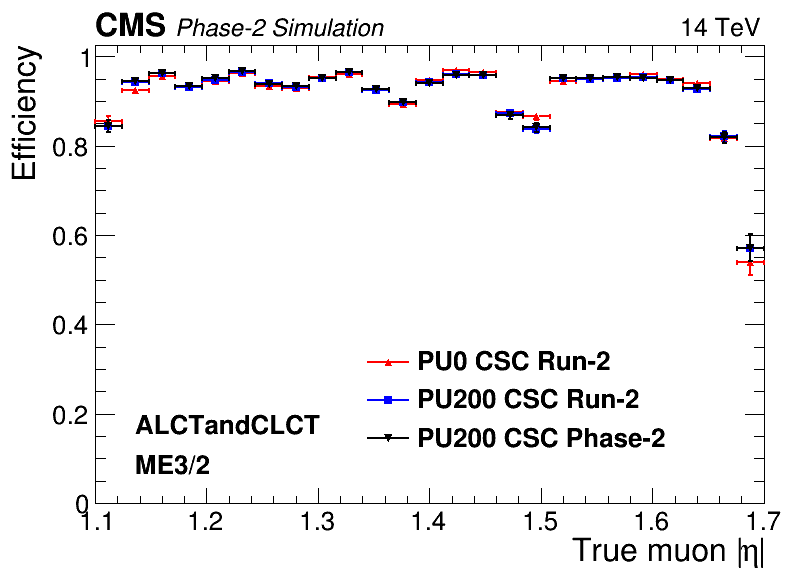 CMS Phase-2 Simulation 14 TeV
Efficiency
1
0.8
0.6
0.4
0.2
0
PU0 CSC Run-2
PU200 CSC Run-2
PU200 CSC Phase-2
ALCTandCLCT
ME3/2
1.1 1.2 1.3 1.4 1.5 1.6 1.7
True muon |η|